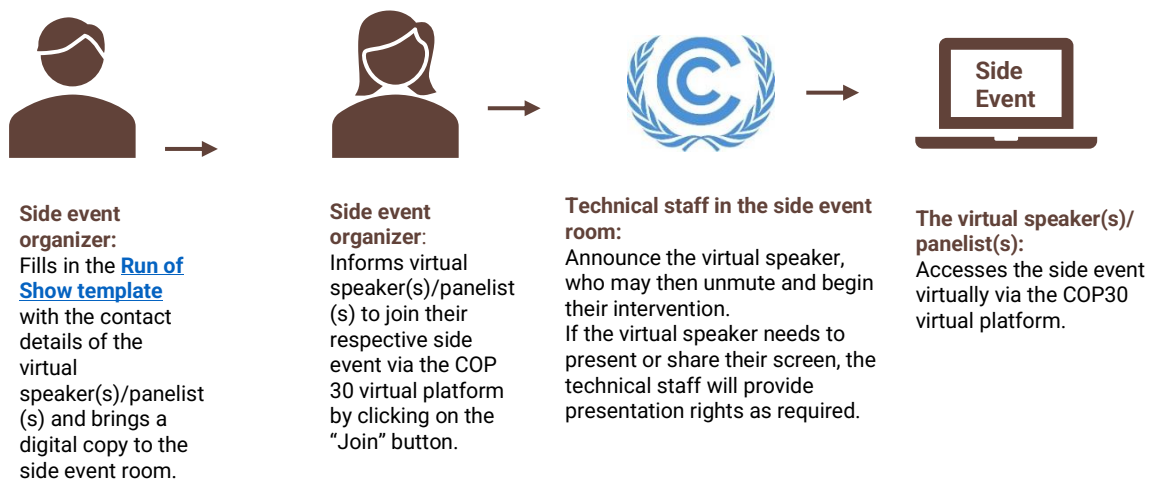 Side
Event
Side event
organizer:
Fills in the Run of
Show template
with the contact
details of the
virtual
speaker(s)/panelist
(s) and brings a
digital copy to the
side event room.
Side event
organizer:
Informs virtual
speaker(s)/panelist
(s) to join their
respective side
event via the COP
30 virtual platform
by clicking on the
“Join” button.
Technical staff in the side event
room:
Announce the virtual speaker,
who may then unmute and begin
their intervention.
If the virtual speaker needs to
present or share their screen, the
technical staff will provide
presentation rights as required.
The virtual speaker(s)/
panelist(s):
Accesses the side event
virtually via the COP30
virtual platform.